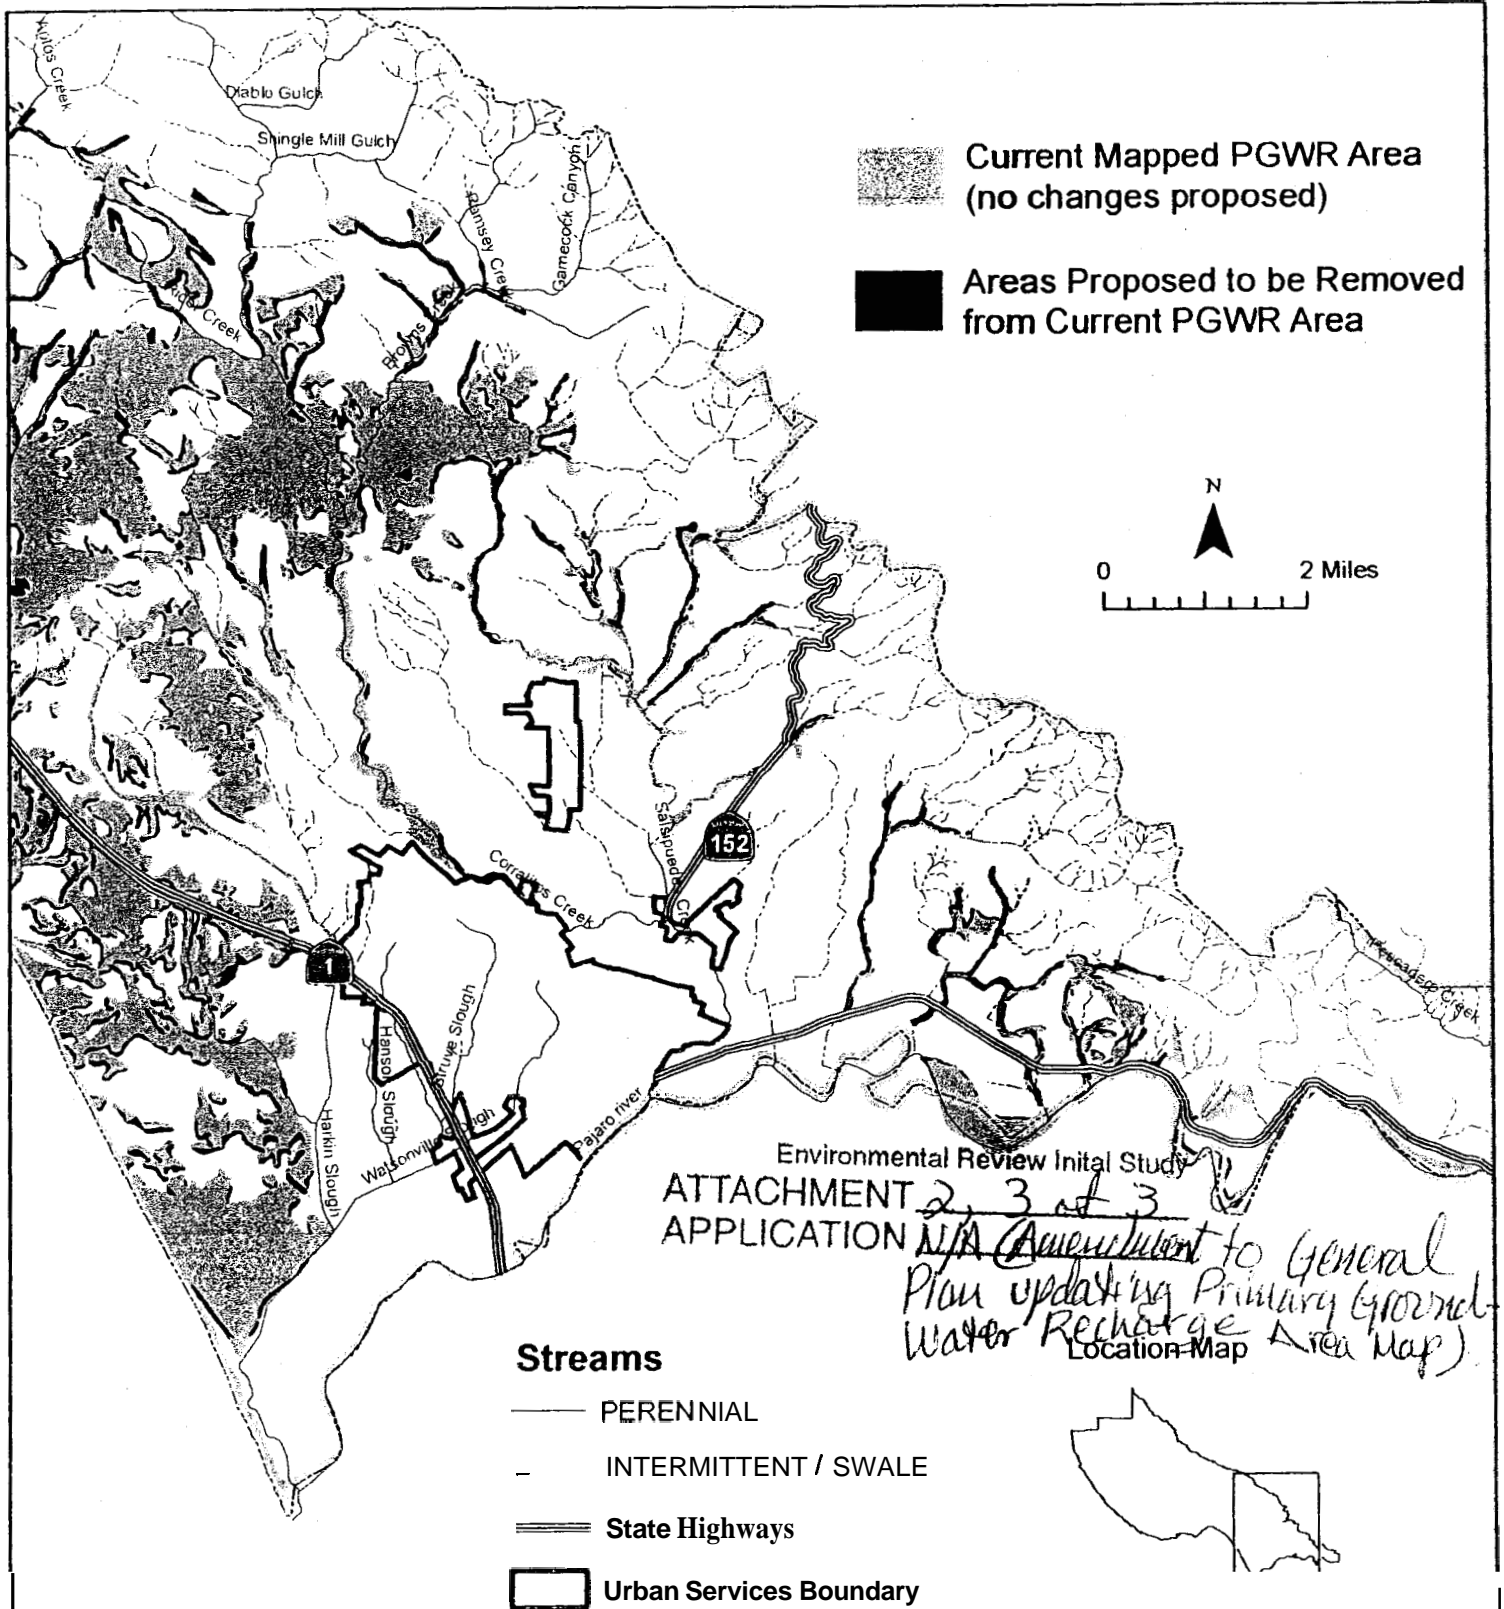 Aptos Creek
Diablo Gulch
Shingle Mill Gulch
Ramsey Creek
Gamecock Canyon
Creek
Browns
Current Mapped PGWR Area
(no changes proposed)
Areas Proposed to be Removed
from Current PGWR Area
N
0 2 Miles
152
Salsipuedes Creek
Corralitos Creek
1
Hanson Slough
Struve Slough
Harkin Slough
Watsonville Slough
Pajaro river
Creek
Environmental Review Inital Study
ATTACHMENT 2, 3 of 3
APPLICATION N/A (Amendment to General
Plan updating Primary Ground-
Water Recharge Area Map)
Location Map
Streams
PERENNIAL
INTERMITTENT / SWALE
State Highways
Urban Services Boundary